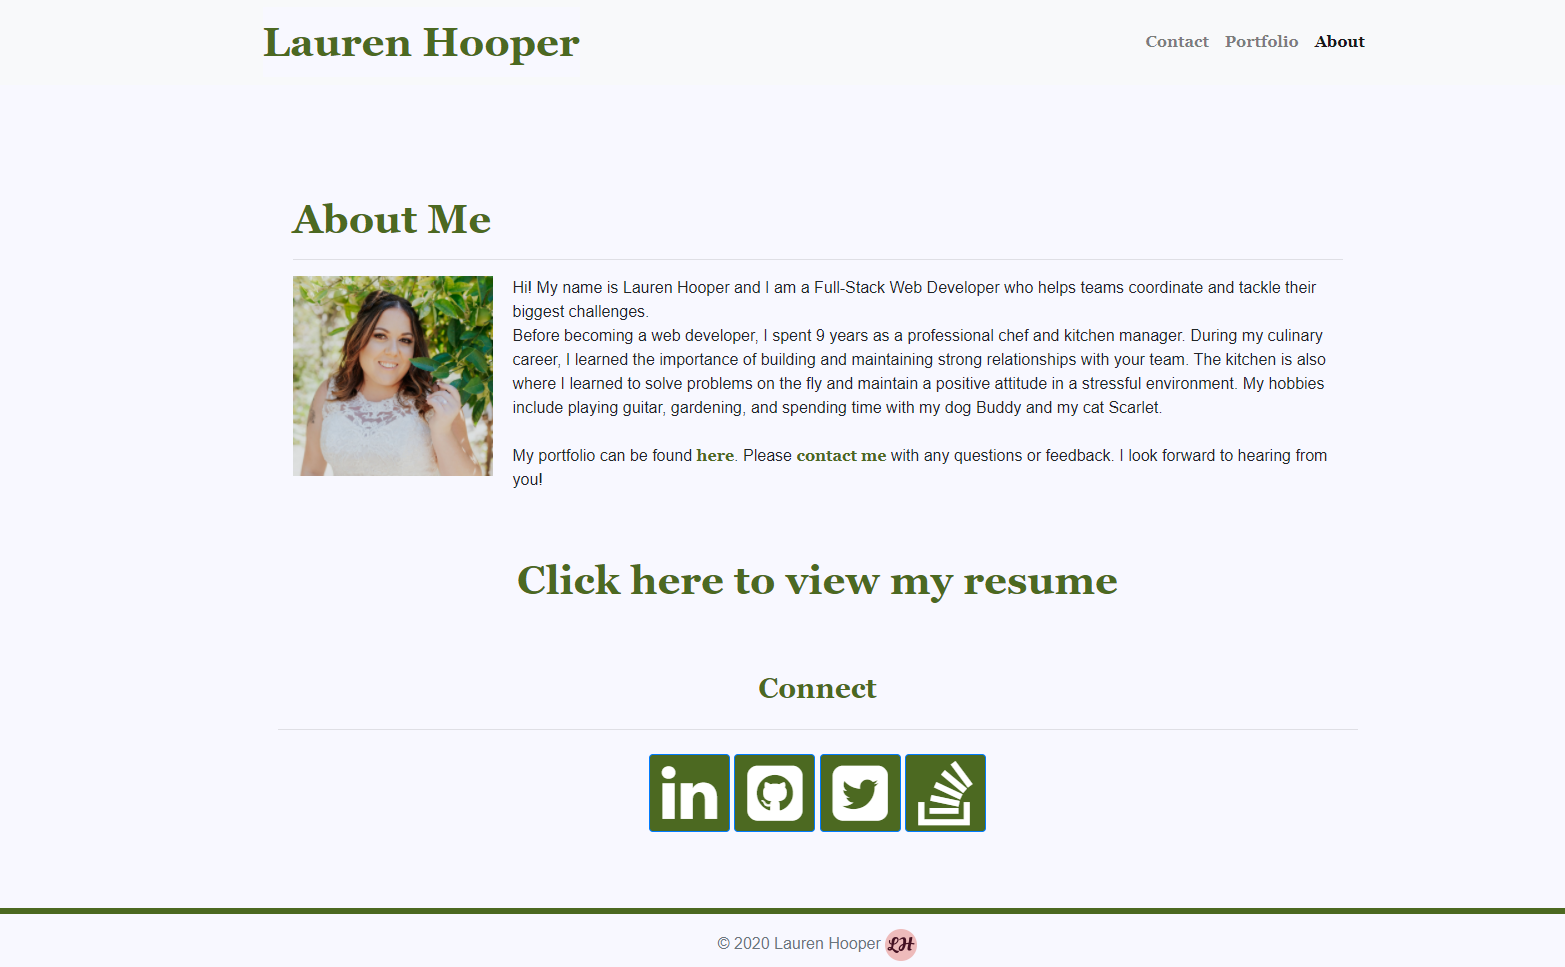 Lauren Hooper
Contact Portfolio About
About Me
Hi! My name is Lauren Hooper and I am a Full-Stack Web Developer who helps teams coordinate and tackle their
biggest challenges.
Before becoming a web developer, I spent 9 years as a professional chef and kitchen manager. During my culinary
career, I learned the importance of building and maintaining strong relationships with your team. The kitchen is also
where I learned to solve problems on the fly and maintain a positive attitude in a stressful environment. My hobbies
include playing guitar, gardening, and spending time with my dog Buddy and my cat Scarlet.
My portfolio can be found here. Please contact me with any questions or feedback. I look forward to hearing from
you!
Click here to view my resume
Connect
in
© 2020 Lauren Hooper LH